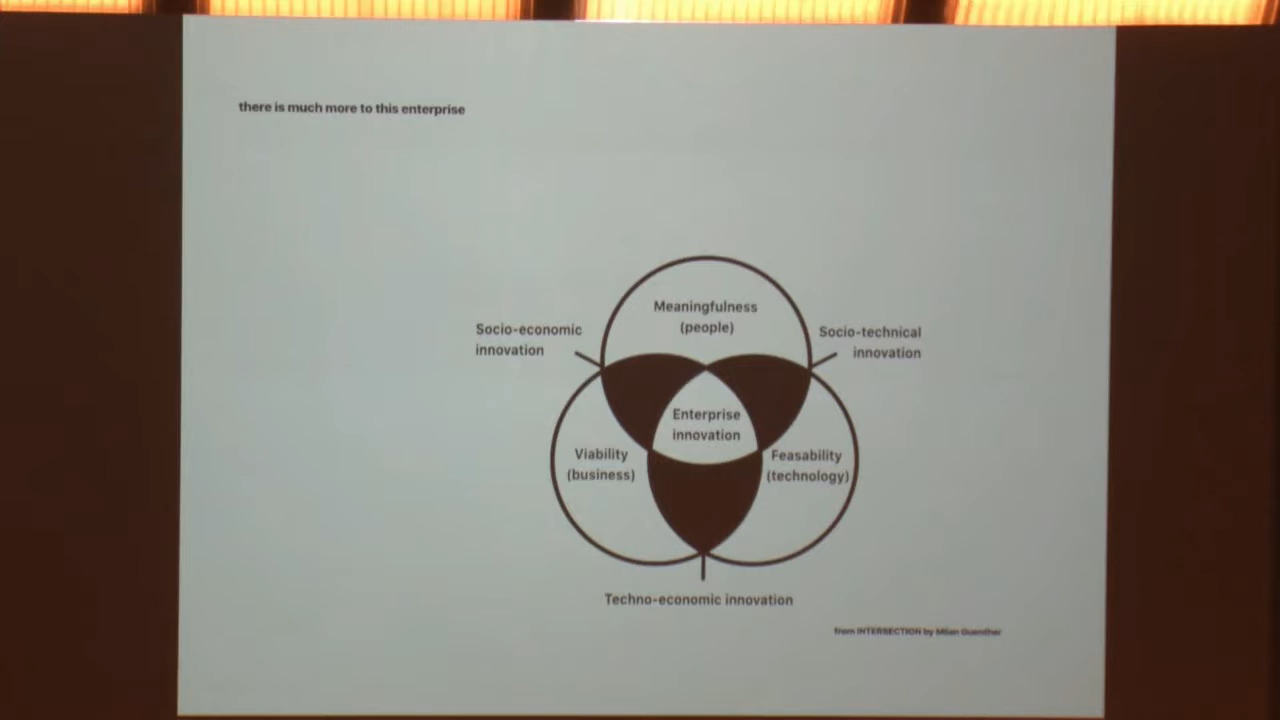 there is much more to this enterprise
Meaningfulness
(people)
Socio-economic
innovation
Socio-technical
innovation
Enterprise
innovation
Viability
(business)
Feasability
(technology)
Techno-economic innovation
from INTERSECTION by Milan Guenther